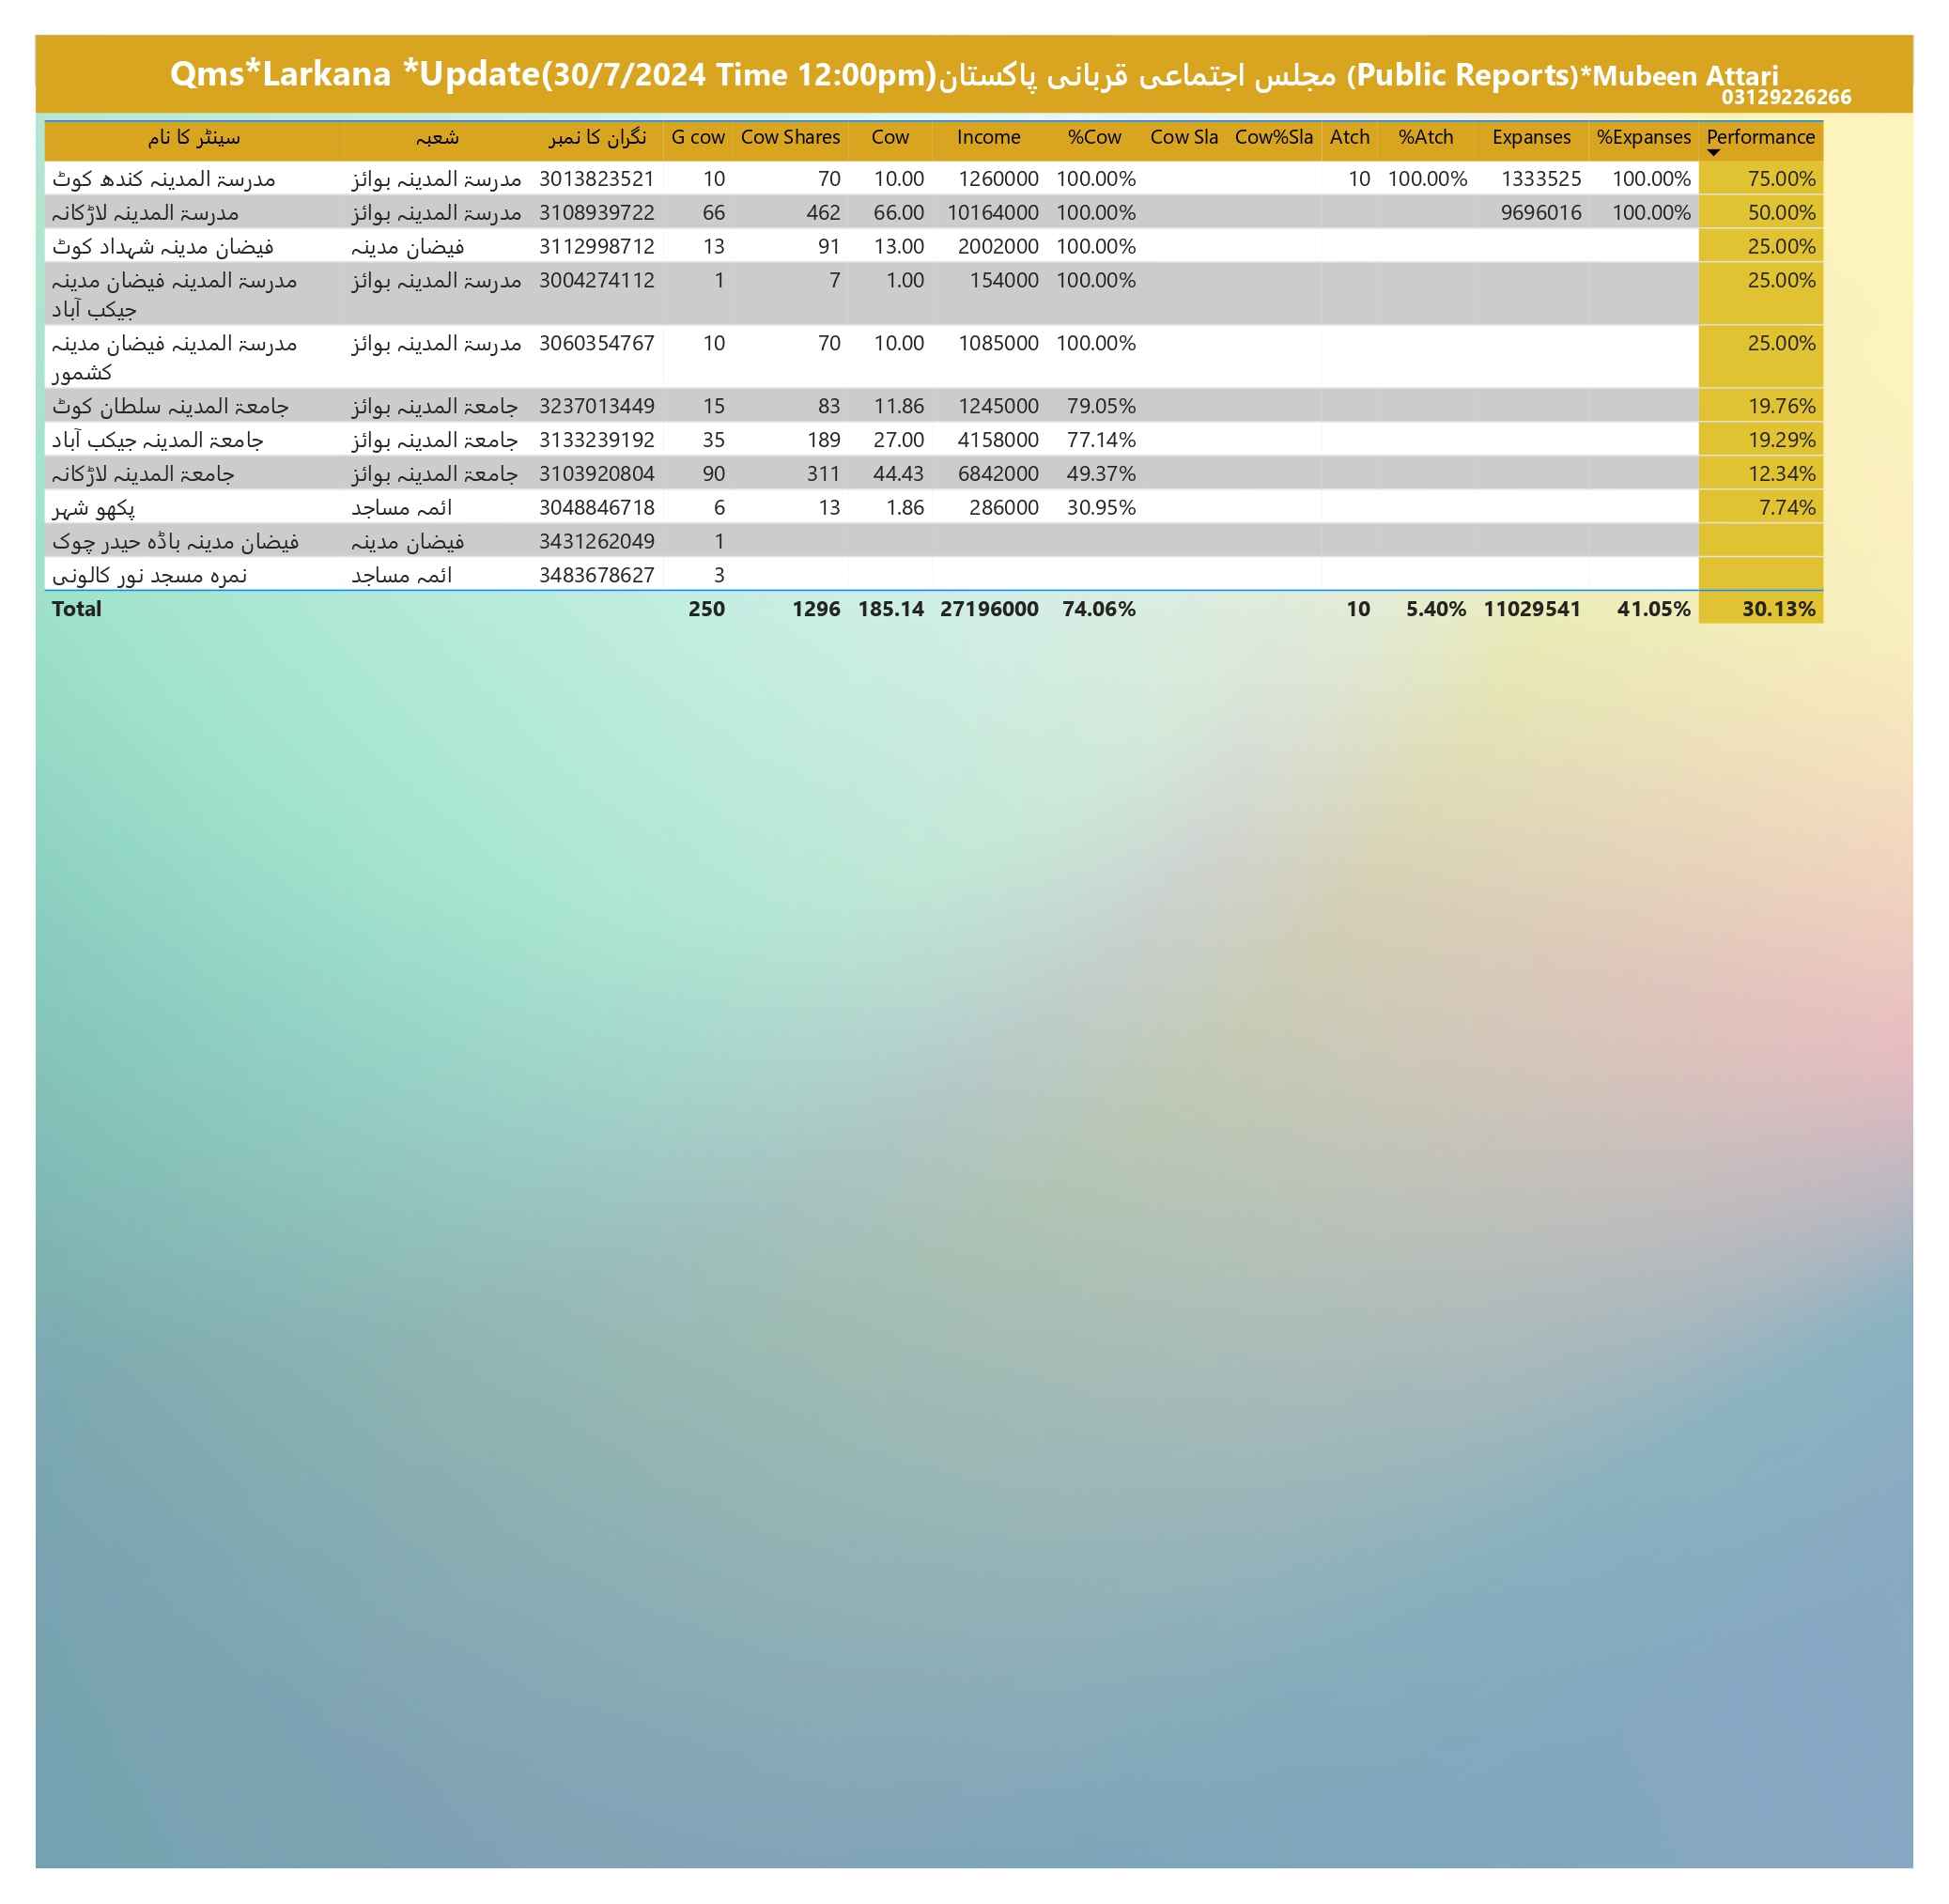 Qms*Larkana *Update(30/7/2024 Time 12:00pm)مجلس اجتماعی قربانی پاکستان (Public Reports)*Mubeen Attari
03129226266
سینٹر کا نام شعبہ نگران کا نمبر G cow Cow Shares Cow Income %Cow Cow Sla Cow%Sla Atch %Atch Expanses %Expanses Performance
مدرسۃ المدینہ کندھ کوٹ مدرسۃ المدینہ بوائز 3013823521 10 70 10.00 1260000 100.00% 10 100.00% 1333525 100.00% 75.00%
مدرسۃ المدینہ لاڑکانہ مدرسۃ المدینہ بوائز 3108939722 66 462 66.00 10164000 100.00% 9696016 100.00% 50.00%
فیضان مدینہ شہداد کوٹ فیضان مدینہ 3112998712 13 91 13.00 2002000 100.00% 25.00%
مدرسۃ المدینہ فیضان مدینہ مدرسۃ المدینہ بوائز 3004274112 1 7 1.00 154000 100.00% 25.00%
جیکب آباد
مدرسۃ المدینہ فیضان مدینہ مدرسۃ المدینہ بوائز 3060354767 10 70 10.00 1085000 100.00% 25.00%
کشمور
جامعۃ المدینہ سلطان کوٹ جامعۃ المدینہ بوائز 3237013449 15 83 11.86 1245000 79.05% 19.76%
جامعۃ المدینہ جیکب آباد جامعۃ المدینہ بوائز 3133239192 35 189 27.00 4158000 77.14% 19.29%
جامعۃ المدینہ لاڑکانہ جامعۃ المدینہ بوائز 3103920804 90 311 44.43 6842000 49.37% 12.34%
پکھو شہر ائمہ مساجد 3048846718 6 13 1.86 286000 30.95% 7.74%
فیضان مدینہ باڈہ حیدر چوک فیضان مدینہ 3431262049 1
نمرہ مسجد نور کالونی ائمہ مساجد 3483678627 3
Total 250 1296 185.14 27196000 74.06% 10 5.40% 11029541 41.05% 30.13%